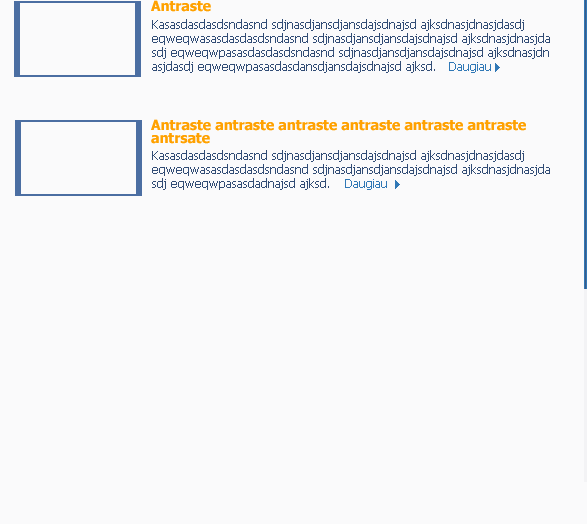 Antraste
Kasasdasdasdsndasnd sdjnasdjansdjansdajsdnajsd ajksdnasjdnasjdasdj
eqweqwasasdasdasdsndasnd sdjnasdjansdjansdajsdnajsd ajksdnasjdnasjda
sdj eqweqwpasasdasdasdsndasnd sdjnasdjansdjansdajsdnajsd ajksdnasjdn
asjdasdj eqweqwpasasdasdansdjansdajsdnajsd ajksd. Daugiau
Antraste antraste antraste antraste antraste antraste
antrsate
Kasasdasdasdsndasnd sdjnasdjansdjansdajsdnajsd ajksdnasjdnasjdasdj
eqweqwasasdasdasdsndasnd sdjnasdjansdjansdajsdnajsd ajksdnasjdnasjda
sdj eqweqwpasasdadnajsd ajksd. Daugiau